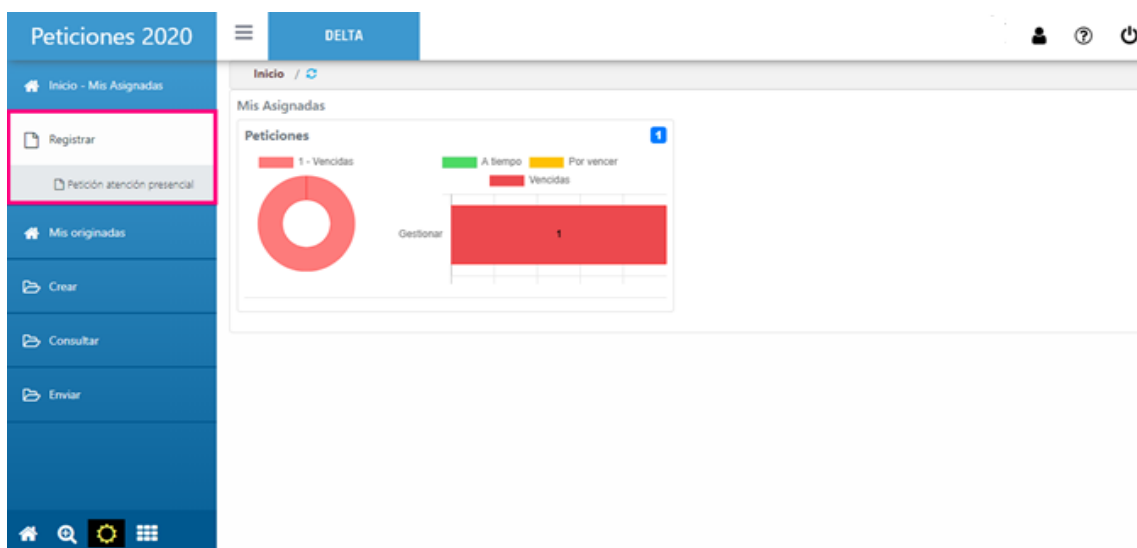 Peticiones 2020
DELTA
Inicio - Mis Asignadas
Registrar
Petición atención presencial
Mis originadas
Crear
Consultar
Enviar
Inicio /
Mis Asignadas
Peticiones
1
1 - Vencidas
A tiempo Por vencer
Vencidas
Gestionar
1